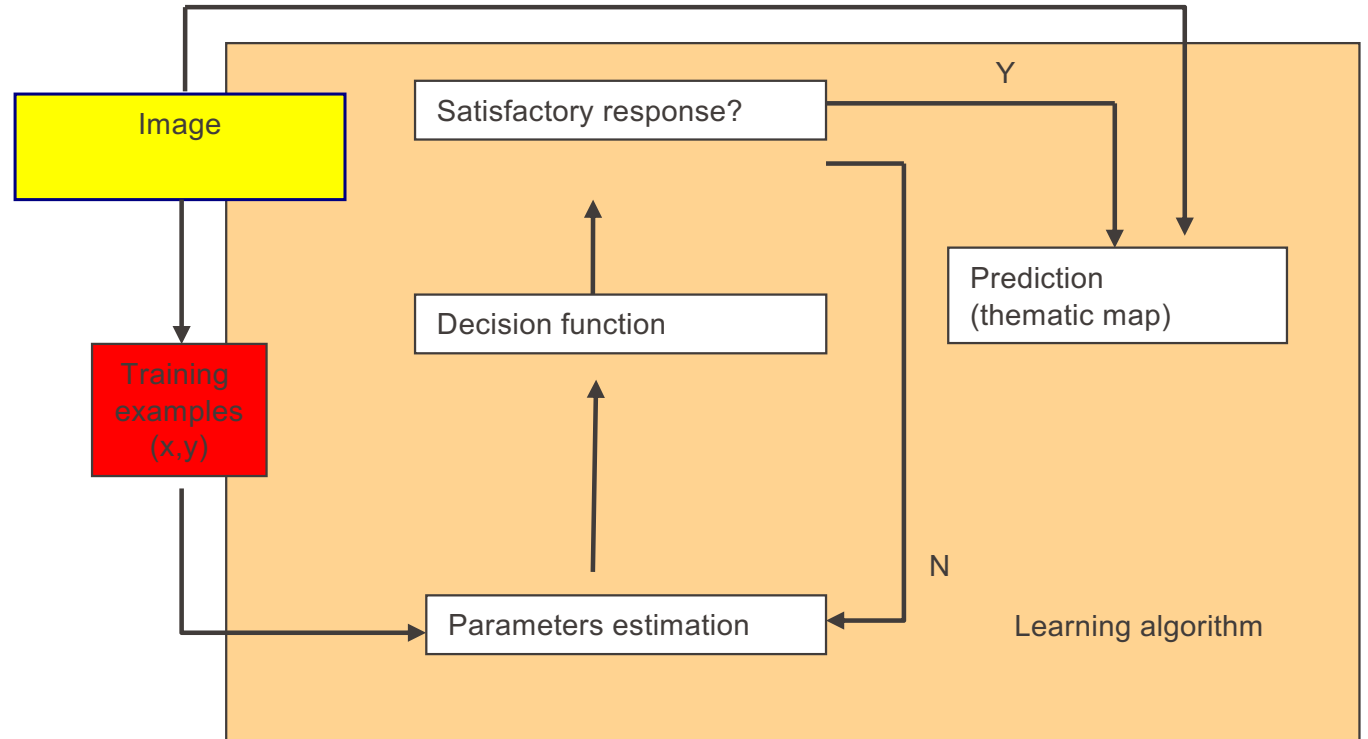 Y
Image
Satisfactory response?
Prediction
(thematic map)
Decision function
Training
examples
(x,y)
N
Parameters estimation
Learning algorithm